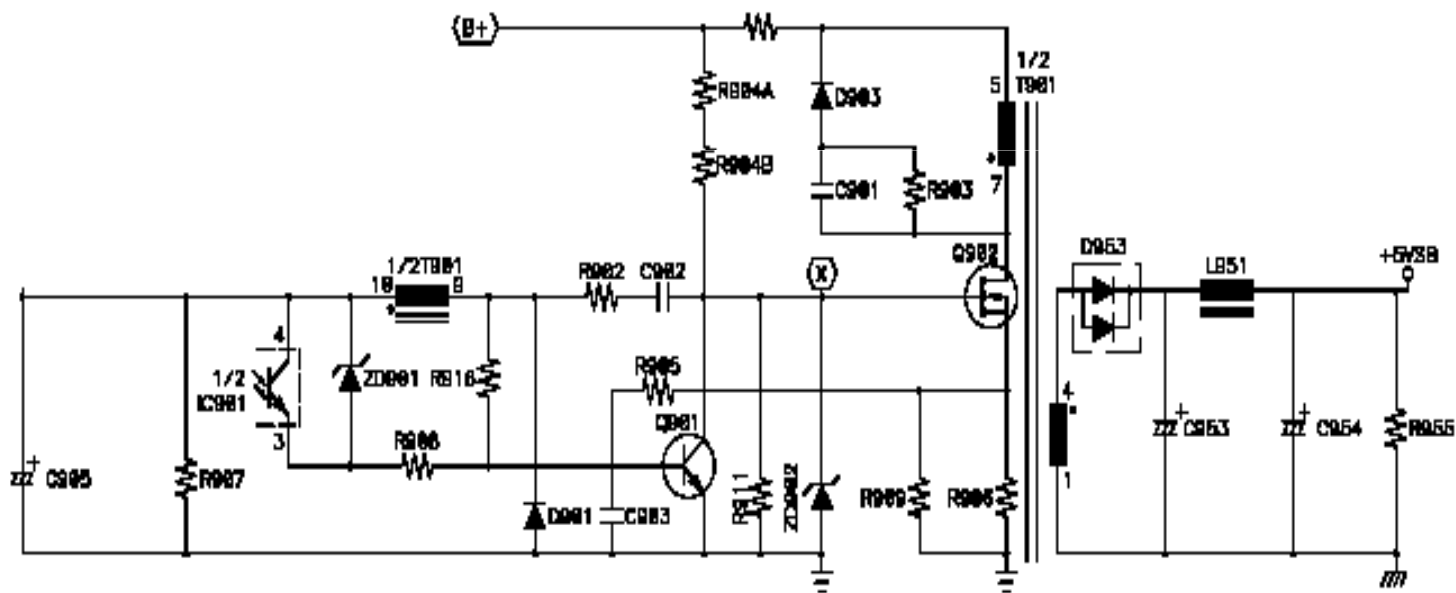 (B+)
1/2
5 T901
R904A
D903
R904B
C901
R903
7
Q902
D953
+5VSB
1/2T901
10
9
R902 C902
X
L951
4
1/2
IC901
3
ZD901 R916
R905
Q901
4
C953
C954
R955
C905
R907
R908
D901
C903
R911
ZD902
R909
R906
1